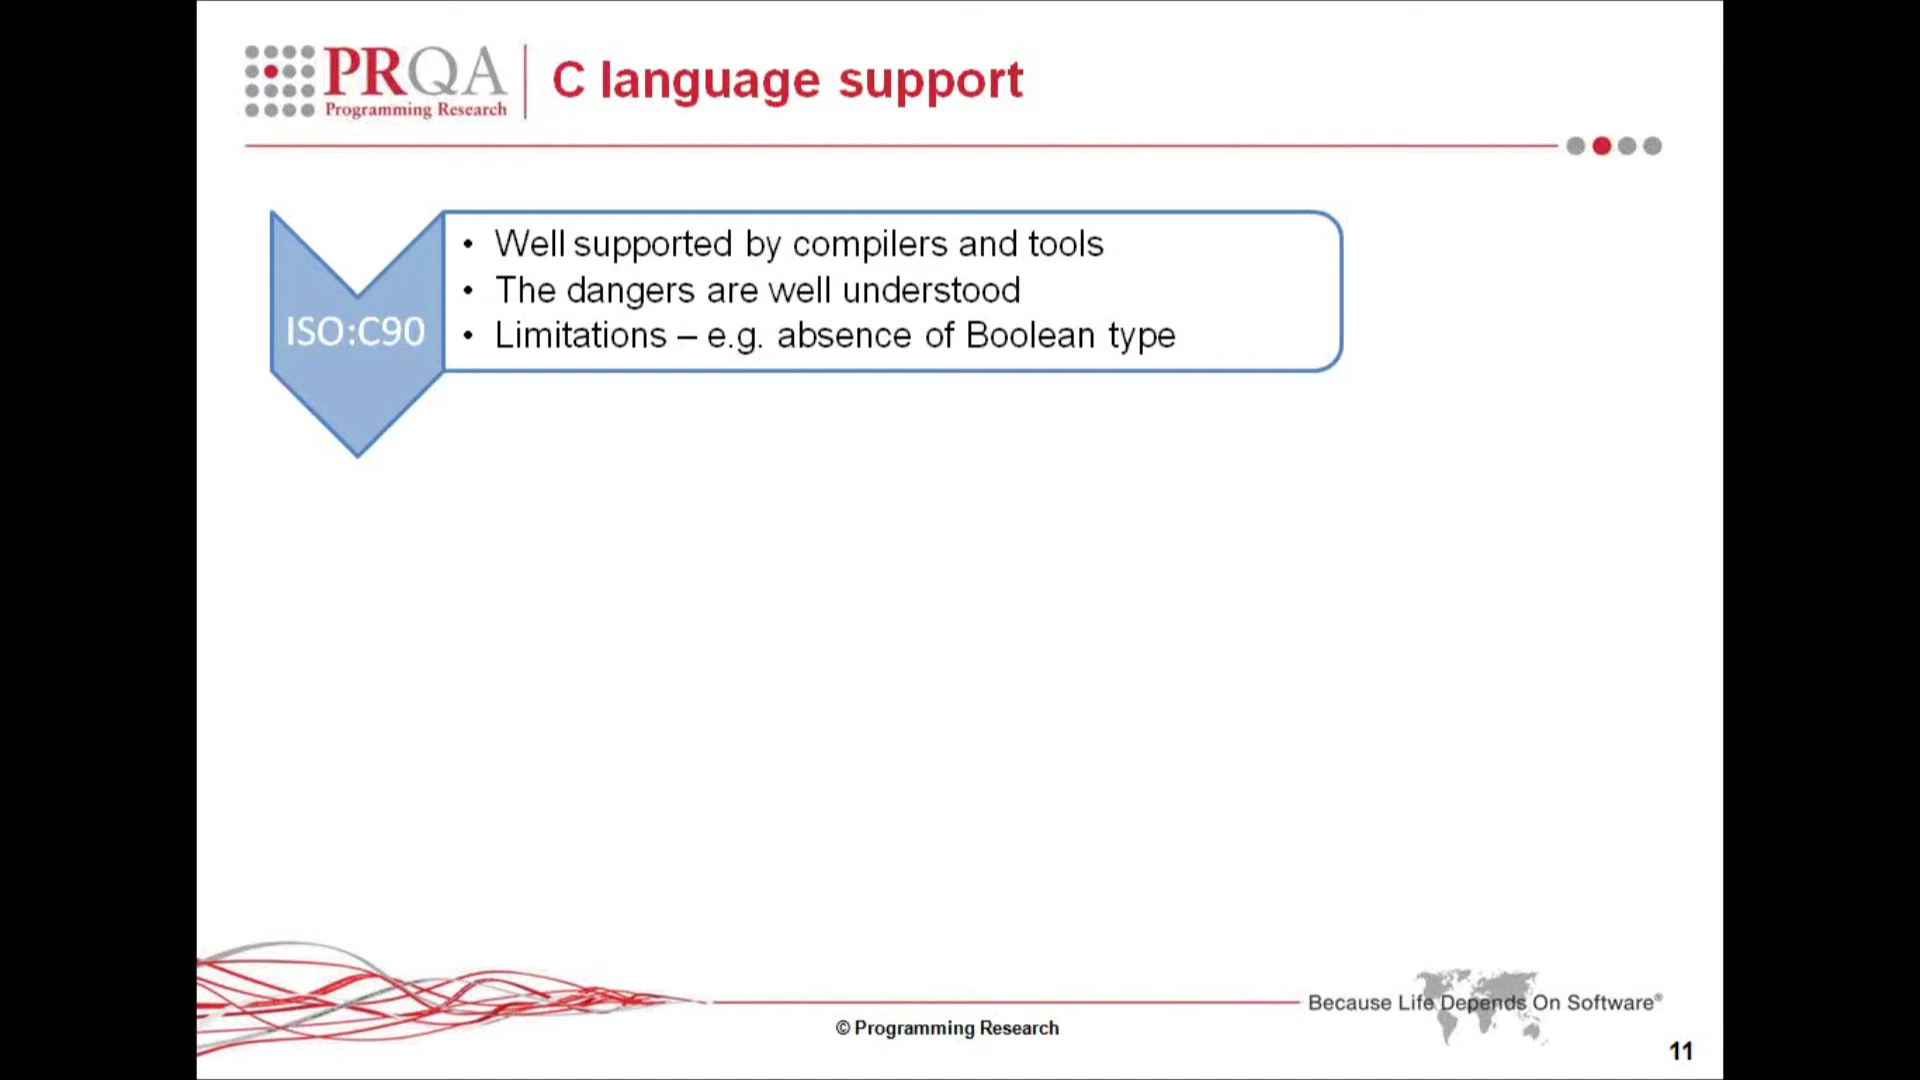 PRQA
Programming Research
C language support
ISO:C90
• Well supported by compilers and tools
• The dangers are well understood
• Limitations – e.g. absence of Boolean type
Because Life Depends On Software®
© Programming Research
11